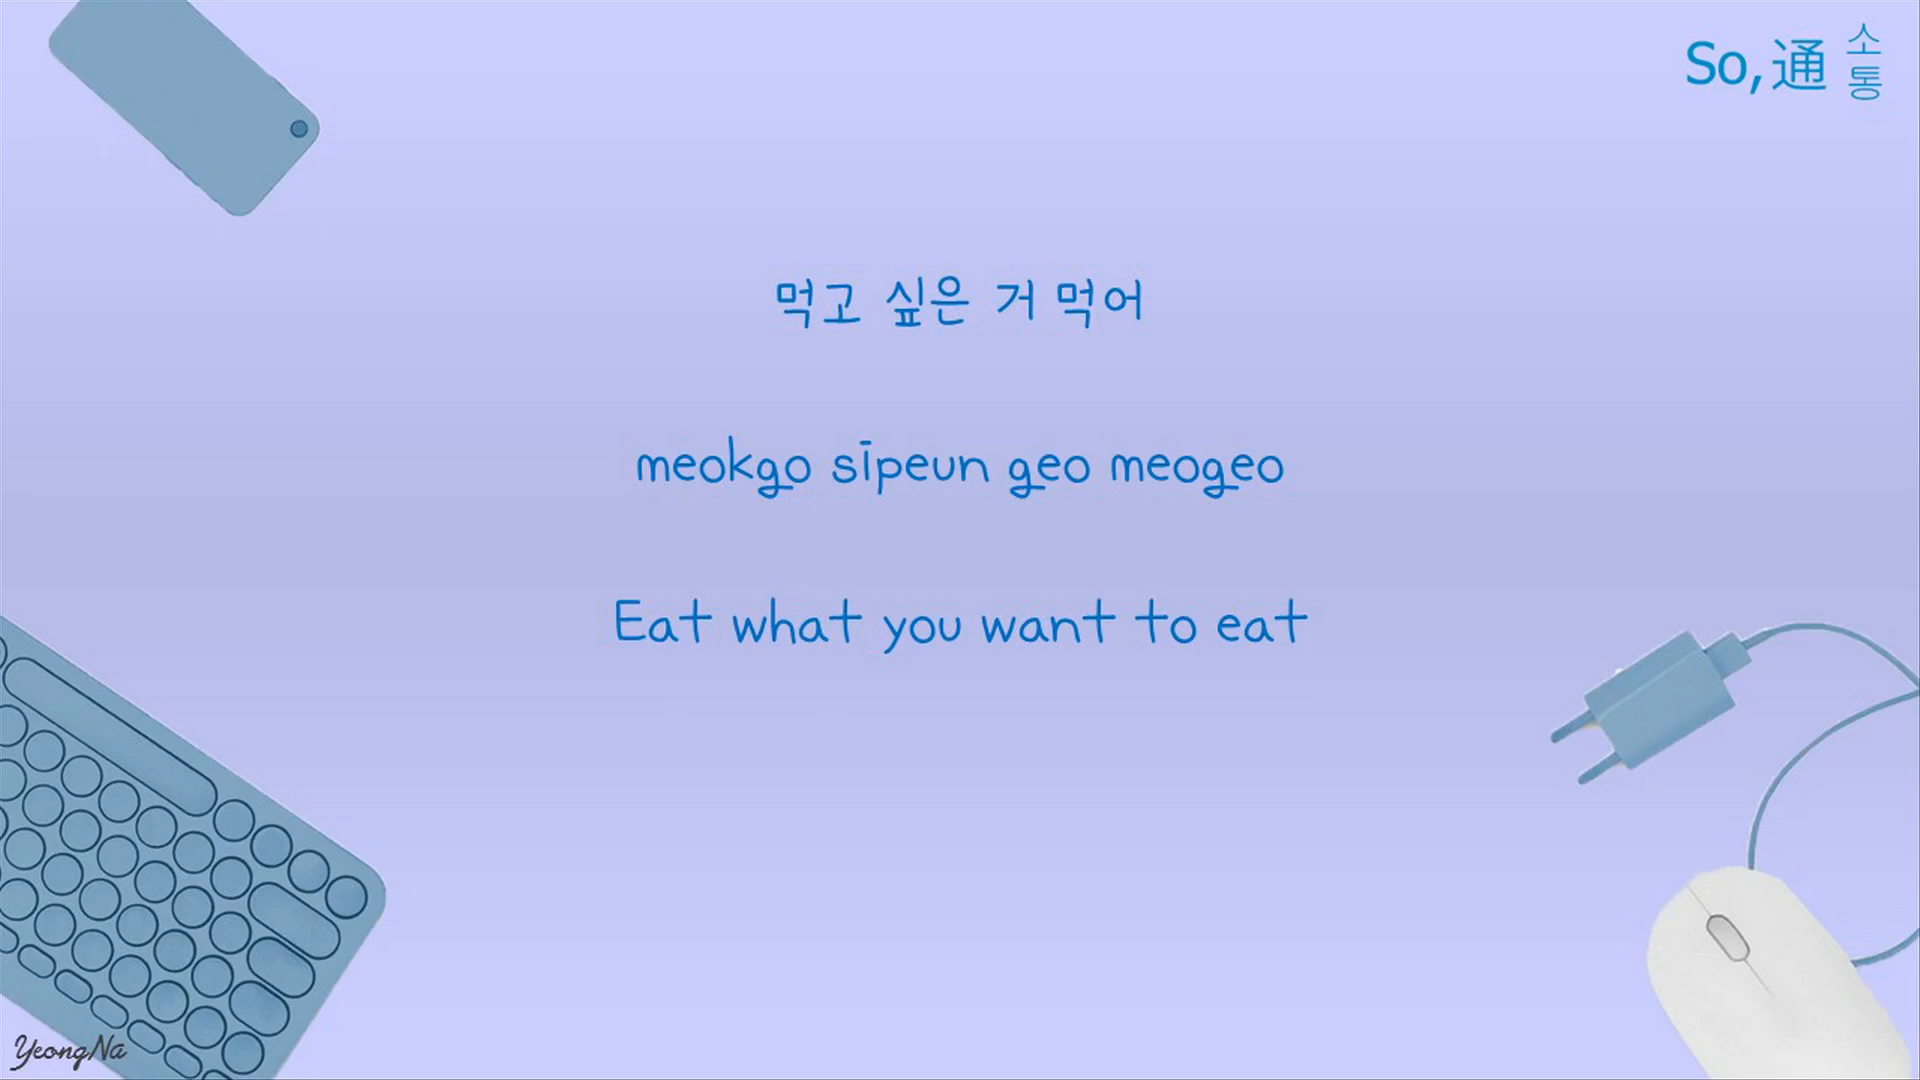 So,通 소통
먹고 싶은 거 먹어
meokgo sipeun geo meogeo
Eat what you want to eat
YeongNa